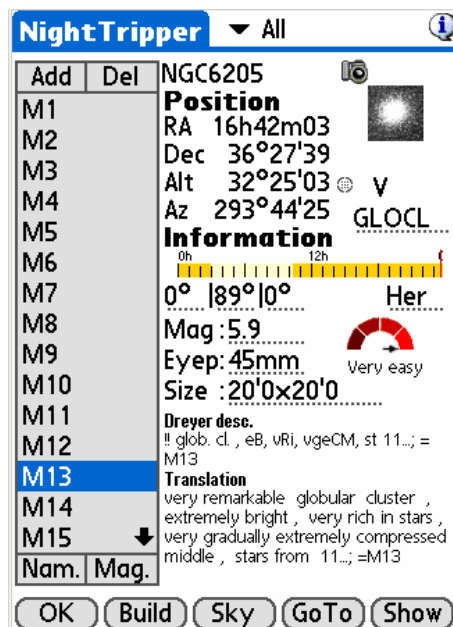 NightTripper
All
Add Del
M1
M2
M3
M4
M5
M6
M7
M8
M9
M10
M11
M12
M13
M14
M15
Nam. Mag.
NGC6205
Position
RA 16h42m03
Dec 36°27'39
Alt 32°25'03
V
Az 293°44'25
GLOCL
Information
0h 12h
0° |89°|0° Her
Mag :5.9
Eyep: 45mm
Very easy
Size :20'0x20'0
Dreyer desc.
!! glob. cl. , eB, vRi, vgeCM, st 11...; =
M13
Translation
very remarkable globular cluster ,
extremely bright , very rich in stars ,
very gradually extremely compressed
middle , stars from 11...; =M13
OK Build Sky GoTo Show